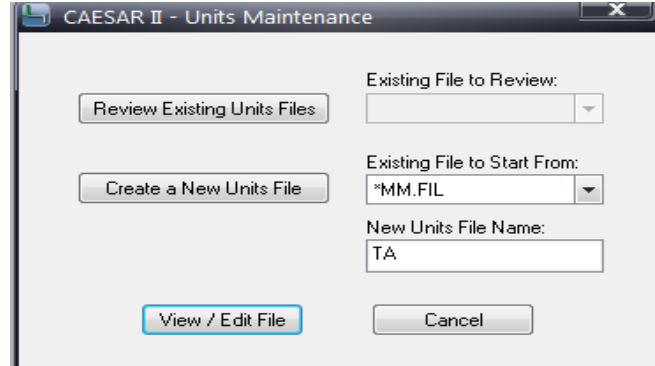 CAESAR II - Units Maintenance
x
Existing File to Review:
Review Existing Units Files
Existing File to Start From:
Create a New Units File
*MM.FIL
New Units File Name:
TA
View / Edit File
Cancel